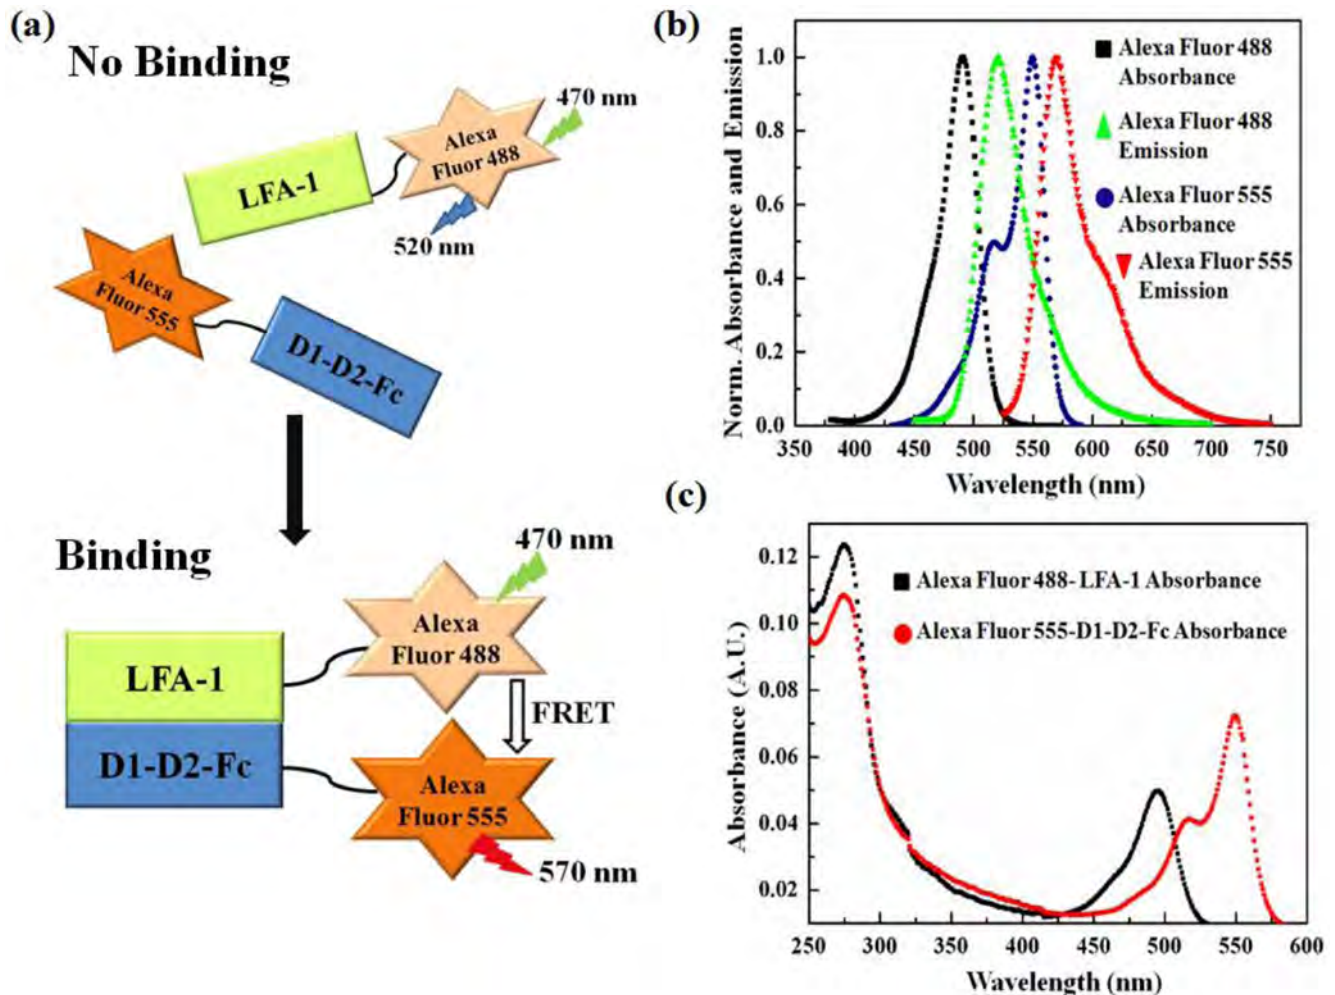 (a)
No Binding
470 nm
Alexa
Fluor 488
LFA-1
520 nm
Alexa
Fluor 555
D1-D2-Fc
Binding
470 nm
Alexa
Fluor 488
LFA-1
FRET
D1-D2-Fc
Alexa
Fluor 555
570 nm
(b)
Norm. Absorbance and Emission
1.0
0.8
0.6
0.4
0.2
0.0
Alexa Fluor 488
Absorbance
Alexa Fluor 488
Emission
Alexa Fluor 555
Absorbance
Alexa Fluor 555
Emission
350 400 450 500 550 600 650 700 750
Wavelength (nm)
(c)
Absorbance (A.U.)
0.12
0.10
0.08
0.06
0.04
0.02
Alexa Fluor 488- LFA-1 Absorbance
Alexa Fluor 555-D1-D2-Fc Absorbance
250 300 350 400 450 500 550 600
Wavelength (nm)